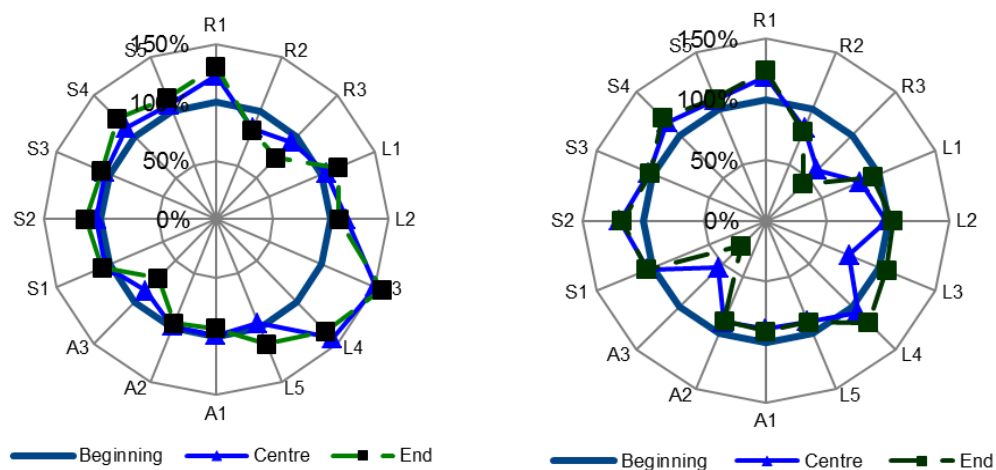 R1
R2
R3
L1
L2
3
L4
L5
A1
A2
A3
S1
S2
S3
S4
S5
150%
100%
50%
0%
Beginning Centre End
R1
R2
R3
L1
L2
L3
L4
L5
A1
A2
A3
S1
S2
S3
S4
S5
150%
100%
50%
0%
Beginning Centre End